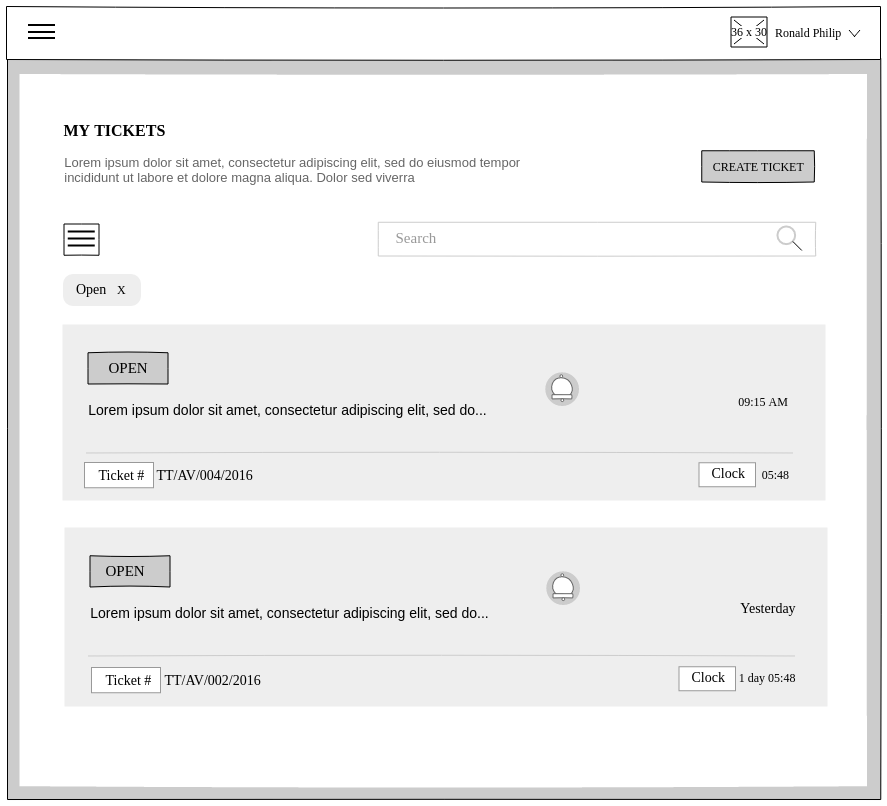 36 x 30 Ronald Philip
MY TICKETS
Lorem ipsum dolor sit amet, consectetur adipiscing elit, sed do eiusmod tempor
incididunt ut labore et dolore magna aliqua. Dolor sed viverra
CREATE TICKET
Search
Open X
OPEN
Lorem ipsum dolor sit amet, consectetur adipiscing elit, sed do...
09:15 AM
Ticket # TT/AV/004/2016
Clock 05:48
OPEN
Lorem ipsum dolor sit amet, consectetur adipiscing elit, sed do...
Yesterday
Ticket # TT/AV/002/2016
Clock 1 day 05:48